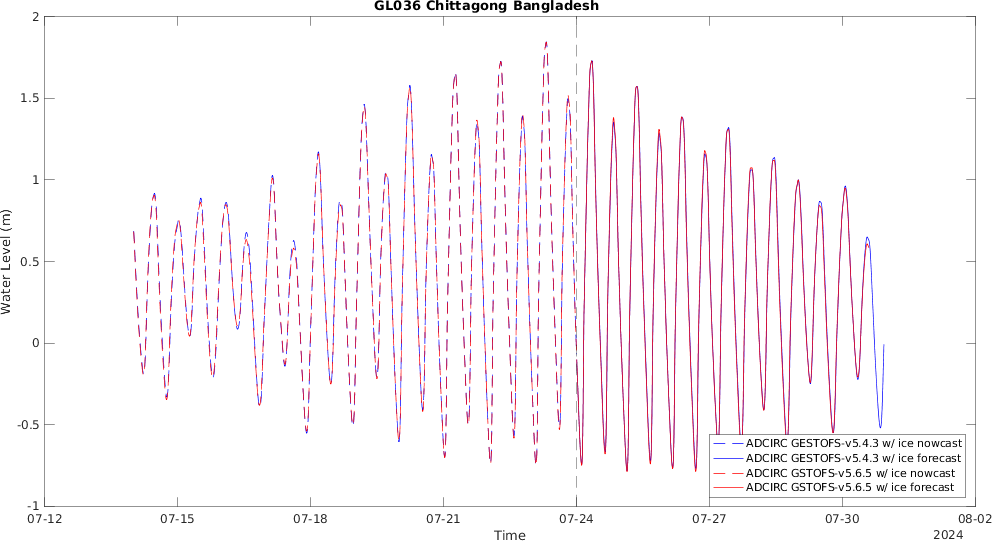 GL036 Chittagong Bangladesh
2
1.5
1
0.5
0
-0.5
-1
Water Level (m)
07-12
07-15
07-18
07-21
07-24
07-27
07-30
08-02
Time
2024
ADCIRC GESTOFS-v5.4.3 w/ ice nowcast
ADCIRC GESTOFS-v5.4.3 w/ ice forecast
ADCIRC GSTOFS-v5.6.5 w/ ice nowcast
ADCIRC GSTOFS-v5.6.5 w/ ice forecast